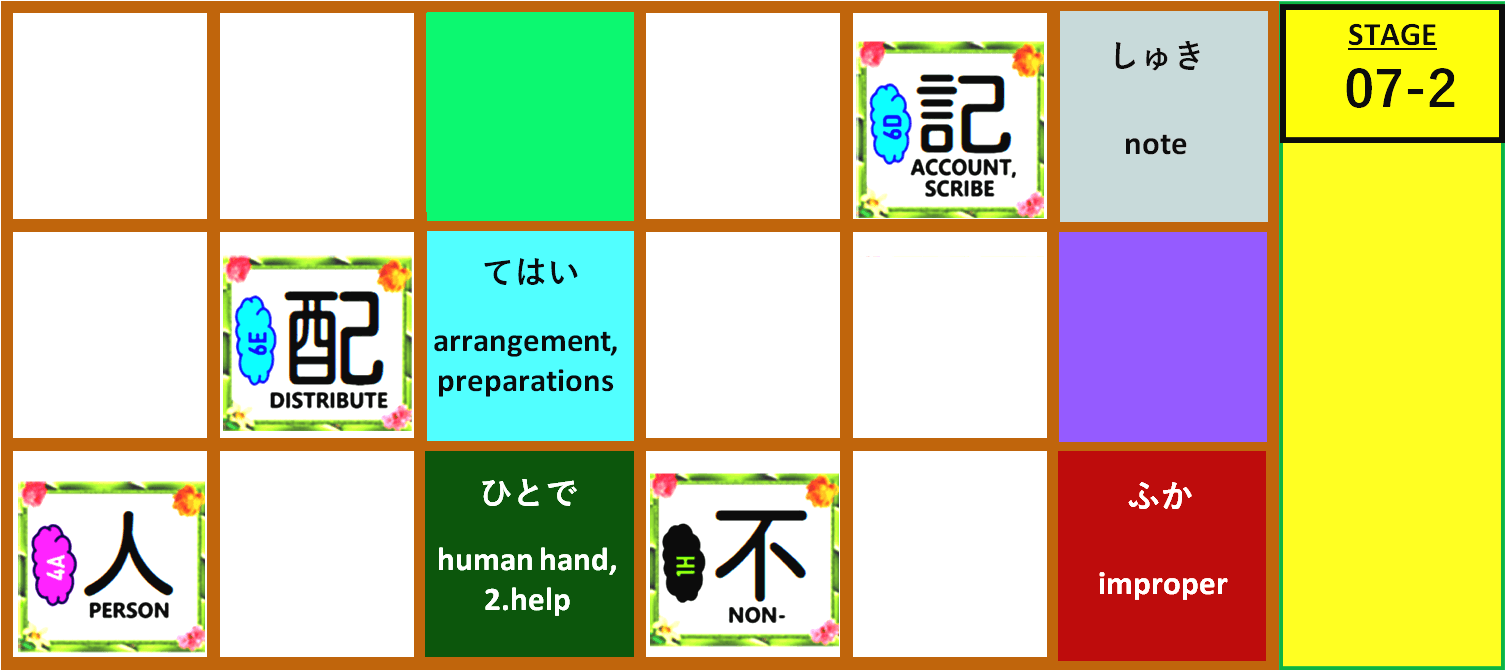 6D
記
ACCOUNT,
SCRIBE
しゅき
note
STAGE
07-2
6E
配
DISTRIBUTE
てはい
arrangement,
preparations
4A
人
PERSON
ひとで
human hand,
2.help
1H
不
NON-
ふか
improper